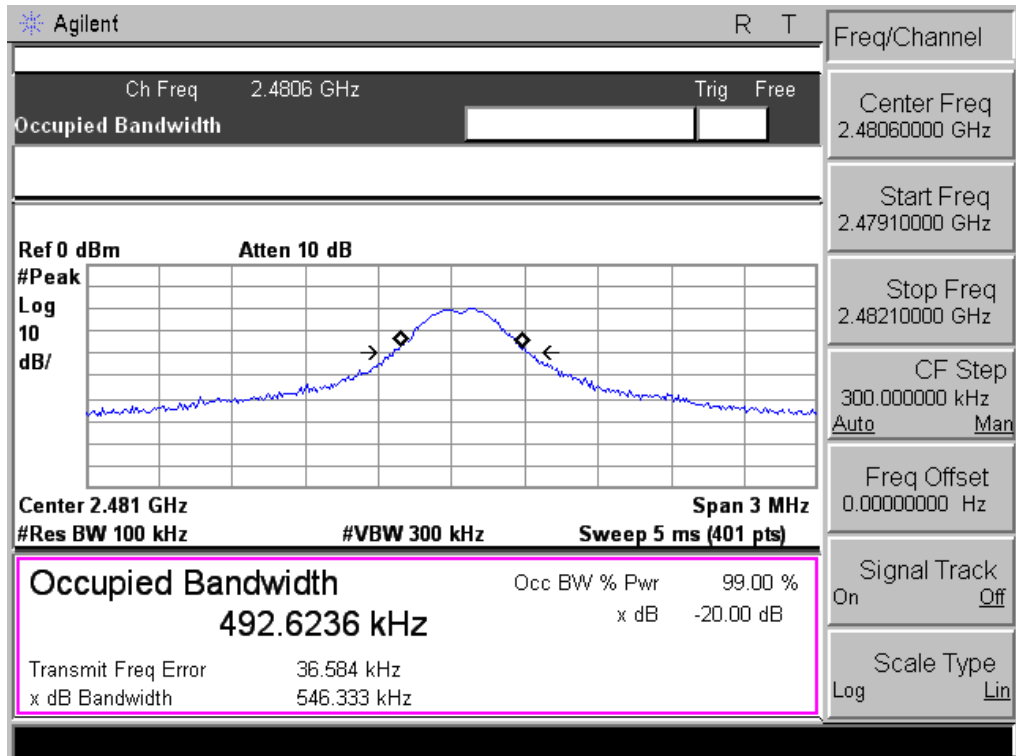 Agilent R T
Freq/Channel
Ch Freq 2.4806 GHz Trig Free
Occupied Bandwidth
Center Freq
2.48060000 GHz
Start Freq
2.47910000 GHz
Stop Freq
2.48210000 GHz
CF Step
300.000000 kHz
Auto Man
Freq Offset
0.00000000 Hz
Signal Track
On Off
Scale Type
Log Lin
Ref 0 dBm Atten 10 dB
#Peak
Log
10
dB/
Center 2.481 GHz Span 3 MHz
#Res BW 100 kHz #VBW 300 kHz Sweep 5 ms (401 pts)
Occupied Bandwidth Occ BW % Pwr 99.00 %
492.6236 kHz x dB -20.00 dB
Transmit Freq Error 36.584 kHz
x dB Bandwidth 546.333 kHz